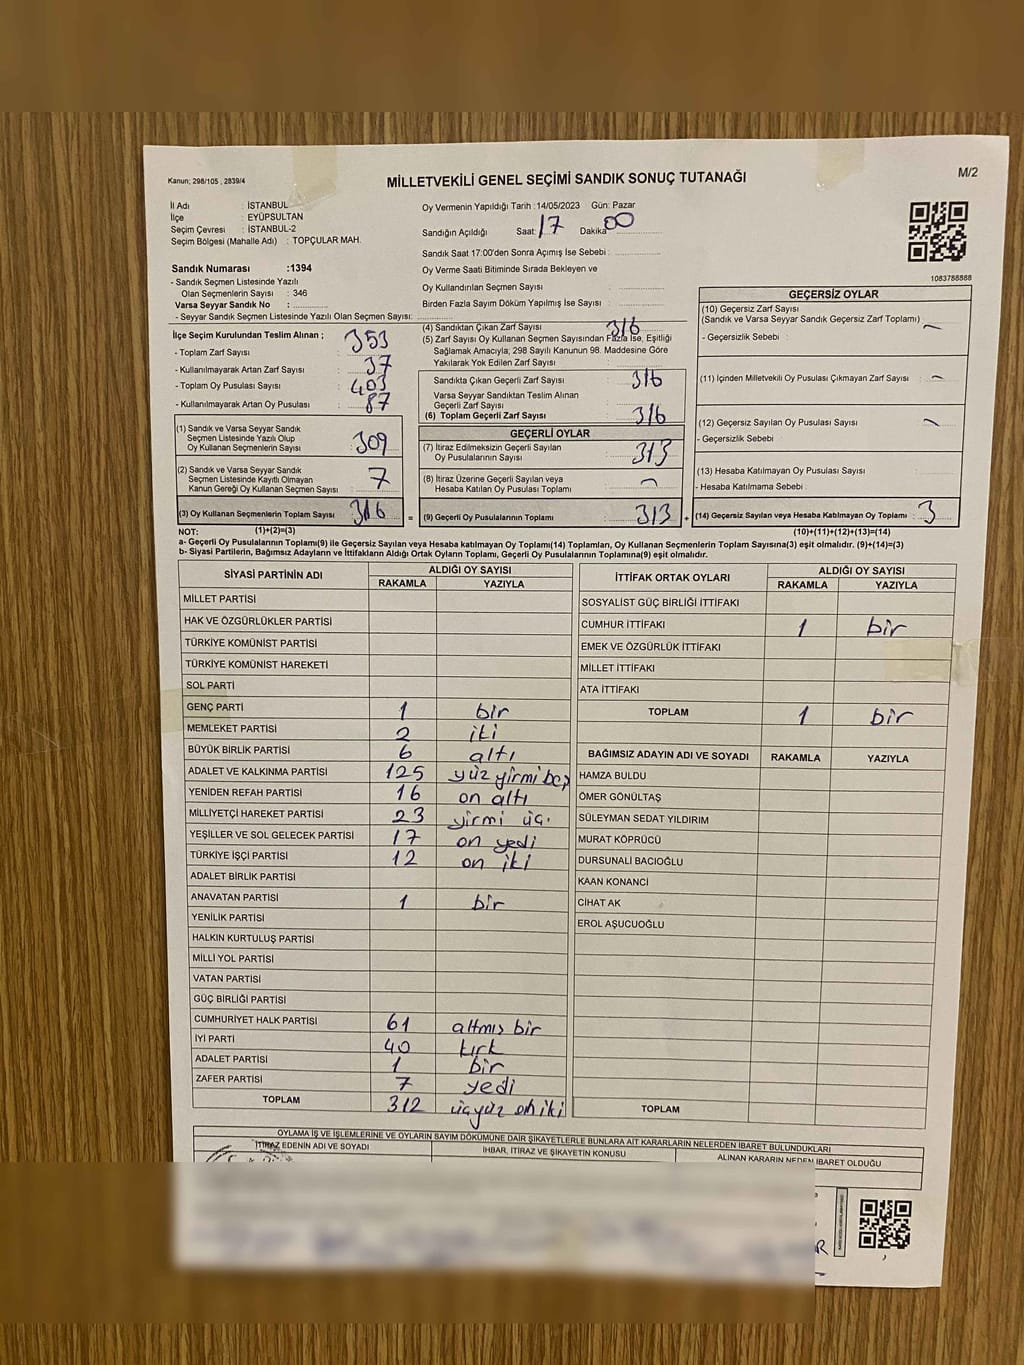 Kanun; 298/105 , 2839/4
MİLLETVEKİLİ GENEL SEÇİMİ SANDIK SONUÇ TUTANAĞI
M/2
İl Adı : İSTANBUL
İlçe : EYÜPSULTAN
Seçim Çevresi : İSTANBUL-2
Seçim Bölgesi (Mahalle Adı) : TOPÇULAR MAH.
Oy Vermenin Yapıldığı Tarih :14/05/2023 Gün: Pazar
Sandığın Açıldığı Saat: 17 Dakika 00
Sandık Saat 17:00'den Sonra Açımış İse Sebebi :
Oy Verme Saati Bitiminde Sırada Bekleyen ve
Oy Kullandırılan Seçmen Sayısı :
Birden Fazla Sayım Döküm Yapılmış İse Sayısı :
1083788888
Sandık Numarası :1394
- Sandık Seçmen Listesinde Yazılı
Olan Seçmenlerin Sayısı : 346
Varsa Seyyar Sandık No :
- Seyyar Sandık Seçmen Listesinde Yazılı Olan Seçmen Sayısı:
İlçe Seçim Kurulundan Teslim Alınan ;
- Toplam Zarf Sayısı : 353
- Kullanılmayarak Artan Zarf Sayısı : 37
- Toplam Oy Pusulası Sayısı : 403
- Kullanılmayarak Artan Oy Pusulası : 87
(1) Sandık ve Varsa Seyyar Sandık
Seçmen Listesinde Yazılı Olup
Oy Kullanan Seçmenlerin Sayısı : 309
(2) Sandık ve Varsa Seyyar Sandık
Seçmen Listesinde Kayıtlı Olmayan
Kanun Gereği Oy Kullanan Seçmen Sayısı : 7
(3) Oy Kullanan Seçmenlerin Toplam Sayısı : 316
(4) Sandıktan Çıkan Zarf Sayısı : 316
(5) Zarf Sayısı Oy Kullanan Seçmen Sayısından Fazla İse, Eşitliği
Sağlamak Amacıyla; 298 Sayılı Kanunun 98. Maddesine Göre
Yakılarak Yok Edilen Zarf Sayısı :
Sandıkta Çıkan Geçerli Zarf Sayısı : 316
Varsa Seyyar Sandıktan Teslim Alınan
Geçerli Zarf Sayısı :
(6) Toplam Geçerli Zarf Sayısı : 316
GEÇERLİ OYLAR
(7) İtiraz Edilmeksizin Geçerli Sayılan
Oy Pusulalarının Sayısı : 313
(8) İtiraz Üzerine Geçerli Sayılan veya
Hesaba Katılan Oy Pusulası Toplamı : -
= (9) Geçerli Oy Pusulalarının Toplamı : 313
GEÇERSİZ OYLAR
(10) Geçersiz Zarf Sayısı
(Sandık ve Varsa Seyyar Sandık Geçersiz Zarf Toplamı) : -
- Geçersizlik Sebebi :
(11) İçinden Milletvekili Oy Pusulası Çıkmayan Zarf Sayısı : -
(12) Geçersiz Sayılan Oy Pusulası Sayısı : -
- Geçersizlik Sebebi
(13) Hesaba Katılmayan Oy Pusulası Sayısı :
- Hesaba Katılmama Sebebi :
+ (14) Geçersiz Sayılan veya Hesaba Katılmayan Oy Toplamı : 3
NOT: (1)+(2)=(3) (10)+(11)+(12)+(13)=(14)
a- Geçerli Oy Pusulalarının Toplamı(9) ile Geçersiz Sayılan veya Hesaba Katılmayan Oy Toplamı(14) Toplamları, Oy Kullanan Seçmenlerin Toplam Sayısına(3) eşit olmalıdır. (9)+(14)=(3)
b- Siyasi Partilerin, Bağımsız Adayların ve İttifakların Aldığı Ortak Oyların Toplamı, Geçerli Oy Pusulalarının Toplamına(9) eşit olmalıdır.
SİYASİ PARTİNİN ADI ALDIĞI OY SAYISI
RAKAMLA YAZIYLA
MİLLET PARTİSİ
HAK VE ÖZGÜRLÜKLER PARTİSİ
TÜRKİYE KOMÜNİST PARTİSİ
TÜRKİYE KOMÜNİST HAREKETİ
SOL PARTİ
GENÇ PARTİ 1 bir
MEMLEKET PARTİSİ 2 iki
BÜYÜK BİRLİK PARTİSİ 6 altı
ADALET VE KALKINMA PARTİSİ 125 yüz yirmi beş
YENİDEN REFAH PARTİSİ 16 on altı
MİLLİYETÇİ HAREKET PARTİSİ 23 yirmi üç.
YEŞİLLER VE SOL GELECEK PARTİSİ 17 on yedi
TÜRKİYE İŞÇİ PARTİSİ 12 on iki
ADALET BİRLİK PARTİSİ
ANAVATAN PARTİSİ 1 bir
YENİLİK PARTİSİ
HALKIN KURTULUŞ PARTİSİ
MİLLİ YOL PARTİSİ
VATAN PARTİSİ
GÜÇ BİRLİĞİ PARTİSİ
CUMHURİYET HALK PARTİSİ 61 altmış bir
İYİ PARTİ 40 kırk
ADALET PARTİSİ 1 bir
ZAFER PARTİSİ 7 yedi
TOPLAM 312 üçyüz oniki
İTTİFAK ORTAK OYLARI ALDIĞI OY SAYISI
RAKAMLA YAZIYLA
SOSYALİST GÜÇ BİRLİĞİ İTTİFAKI
CUMHUR İTTİFAKI 1 bir
EMEK VE ÖZGÜRLÜK İTTİFAKI
MİLLET İTTİFAKI
ATA İTTİFAKI
TOPLAM 1 bir
BAĞIMSIZ ADAYIN ADI VE SOYADI RAKAMLA YAZIYLA
HAMZA BULDU
ÖMER GÖNÜLTAŞ
SÜLEYMAN SEDAT YILDIRIM
MURAT KÖPRÜCÜ
DURSUNALİ BACIOĞLU
KAAN KONANCİ
CİHAT AK
EROL AŞUCUOĞLU
TOPLAM
OYLAMA İŞ VE İŞLEMLERİNE VE OYLARIN SAYIM DÖKÜMÜNE DAİR ŞİKAYETLERLE BUNLARA AİT KARARLARIN NELERDEN İBARET BULUNDUKLARI
İTİRAZ EDENİN ADI VE SOYADI İHBAR, İTİRAZ VE ŞİKAYETİN KONUSU ALINAN KARARIN NEDEN İBARET OLDUĞU